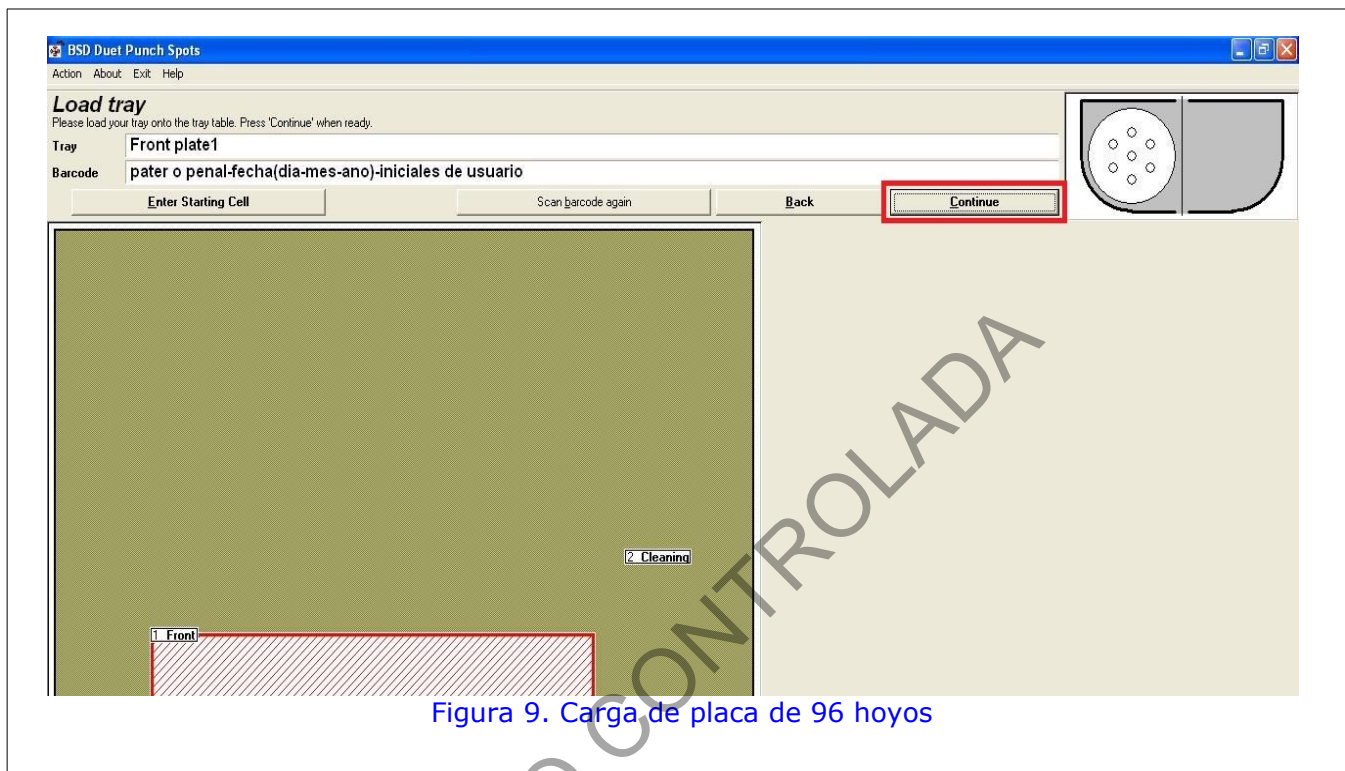 BSD Duet Punch Spots
Action About Exit Help
Load tray
Please load your tray onto the tray table. Press 'Continue' when ready.
Tray Front plate1
Barcode pater o penal-fecha(dia-mes-ano)-iniciales de usuario
Enter Starting Cell Scan barcode again Back Continue
2 Cleaning
1 Front
Figura 9. Carga de placa de 96 hoyos
O CONTROLADA